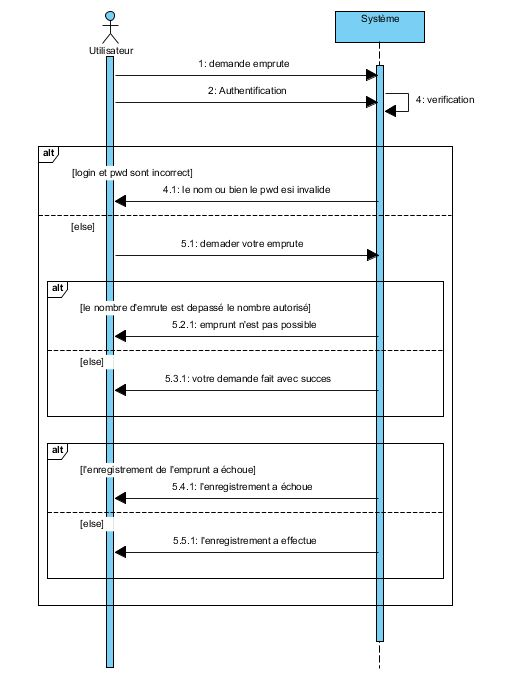 Utilisateur
Système
1: demande emprute
2: Authentification
4: verification
alt
[login et pwd sont incorrect]
4.1: le nom ou bien le pwd esi invalide
[else]
5.1: demader votre emprute
alt
[le nombre d'emrute est depassé le nombre autorisé]
5.2.1: emprunt n'est pas possible
[else]
5.3.1: votre demande fait avec succes
alt
[l'enregistrement de l'emprunt a échoue]
5.4.1: l'enregistrement a échoue
[else]
5.5.1: l'enregistrement a effectue